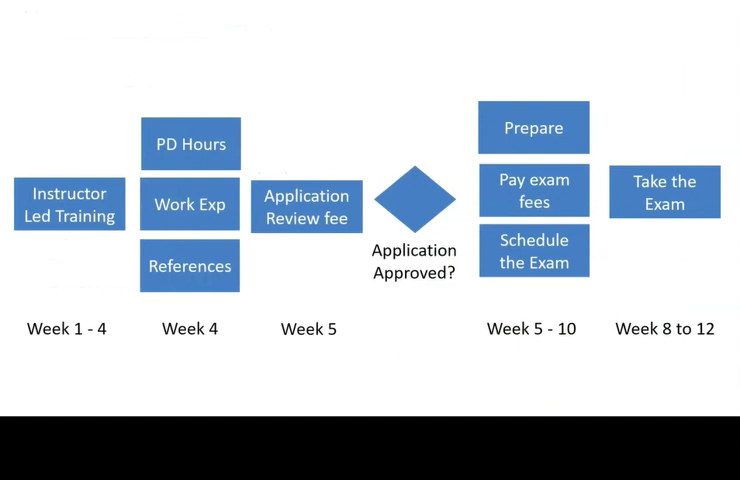 Instructor
Led Training
PD Hours
Work Exp
References
Application
Review fee
Application
Approved?
Prepare
Pay exam
fees
Schedule
the Exam
Take the
Exam
Week 1 - 4
Week 4
Week 5
Week 5 - 10
Week 8 to 12